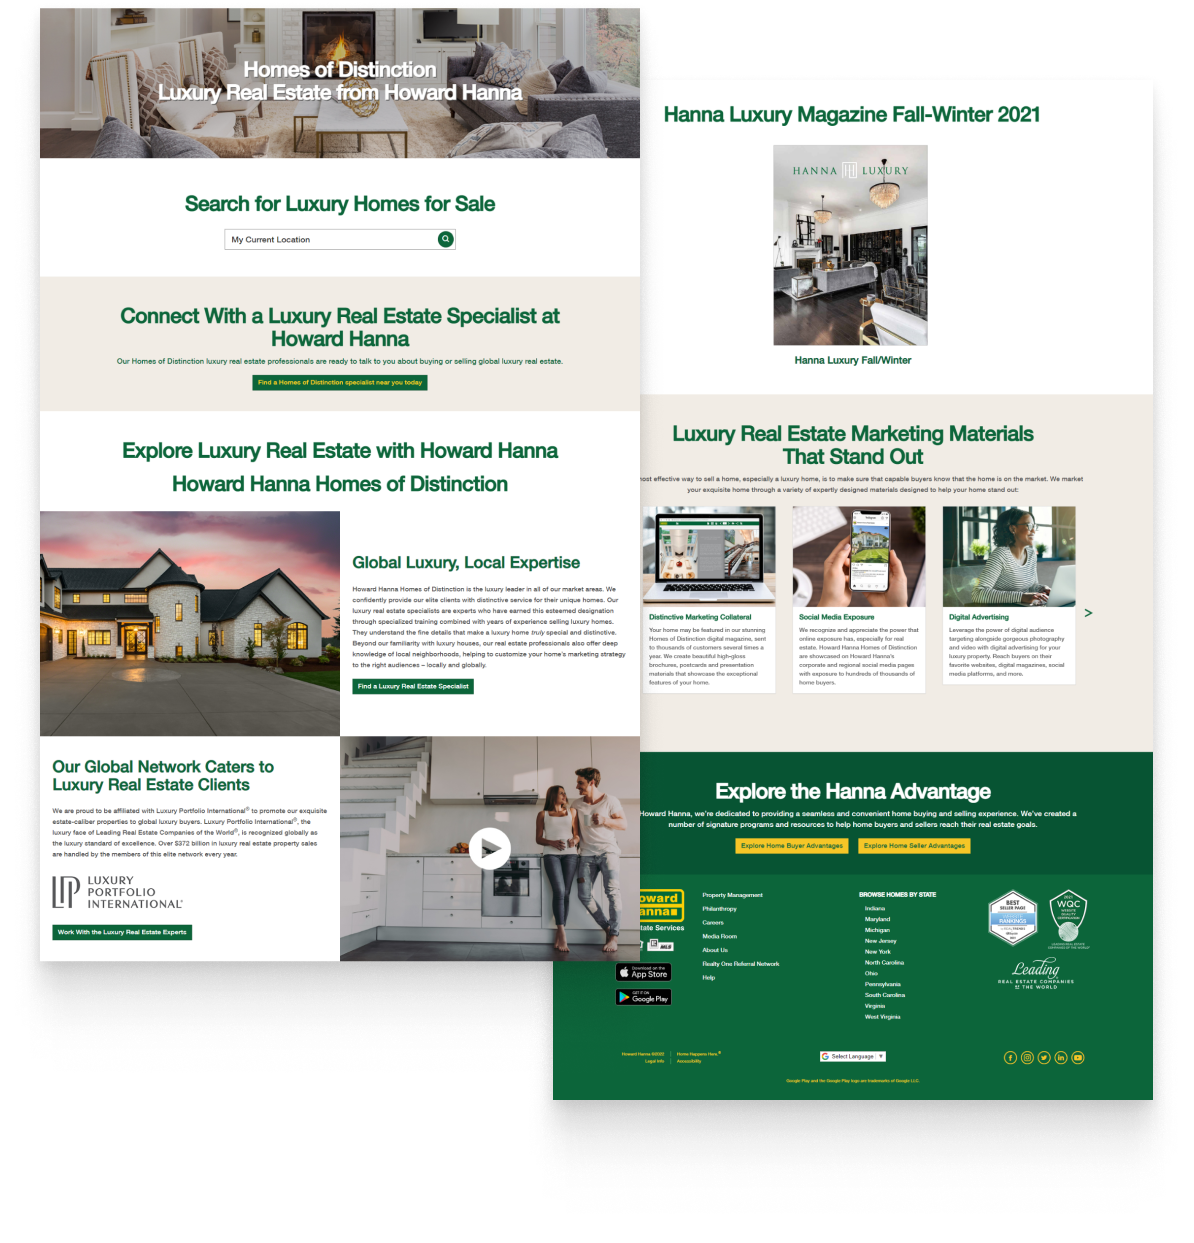 Homes of Distinction
Luxury Real Estate from Howard Hanna
Search for Luxury Homes for Sale
My Current Location
Connect With a Luxury Real Estate Specialist at
Howard Hanna
Our Homes of Distinction luxury real estate professionals are ready to talk to you about buying or selling global luxury real estate.
Find a Homes of Distinction specialist near you today
Explore Luxury Real Estate with Howard Hanna
Howard Hanna Homes of Distinction
Global Luxury, Local Expertise
Howard Hanna Homes of Distinction is the luxury leader in all of our market areas. We
confidently provide our elite clients with distinctive service for their unique homes. Our
luxury real estate specialists are experts who have earned this esteemed designation
through specialized training combined with years of experience selling luxury homes.
They understand the fine details that make a luxury home truly special and distinctive.
Beyond our familiarity with luxury houses, our real estate professionals also offer deep
knowledge of local neighborhoods, helping to customize your home's marketing strategy
to the right audiences – locally and globally.
Find a Luxury Real Estate Specialist
Our Global Network Caters to
Luxury Real Estate Clients
We are proud to be affiliated with Luxury Portfolio International® to promote our exquisite
estate-caliber properties to global luxury buyers. Luxury Portfolio International®, the
luxury face of Leading Real Estate Companies of the World®, is recognized globally as
the luxury standard of excellence. Over $372 billion in luxury real estate property sales
are handled by the members of this elite network every year.
LUXURY
PORTFOLIO
INTERNATIONAL
Work With the Luxury Real Estate Experts
Hanna Luxury Magazine Fall-Winter 2021
HANNA LUXURY
Hanna Luxury Fall/Winter
Luxury Real Estate Marketing Materials
That Stand Out
effective way to sell a home, especially a luxury home, is to make sure that capable buyers know that the home is on the market. We market
your exquisite home through a variety of expertly designed materials designed to help your home stand out:
Distinctive Marketing Collateral
Your home may be featured in our stunning
Homes of Distinction digital magazine, sent
to thousands of customers several times a
year. We create beautiful high-gloss
brochures, postcards and presentation
materials that showcase the exceptional
features of your home.
Social Media Exposure
We recognize and appreciate the power that
online exposure has, especially for real
estate. Howard Hanna Homes of Distinction
are showcased on Howard Hanna's
corporate and regional social media pages
with exposure to hundreds of thousands of
home buyers.
Digital Advertising
Leverage the power of digital audience
targeting alongside gorgeous photography
and video with digital advertising for your
luxury property. Reach buyers on their
favorite websites, digital magazines, social
media platforms, and more.
>
Explore the Hanna Advantage
Howard Hanna, we're dedicated to providing a seamless and convenient home buying and selling experience. We've created a
number of signature programs and resources to help home buyers and sellers reach their real estate goals.
Explore Home Buyer Advantages
Explore Home Seller Advantages
oward
anna
tate Services
MLS
Download on the
App Store
GET IT ON
Google Play
Property Management
Philanthropy
Careers
Media Room
About Us
Realty One Referral Network
Help
BROWSE HOMES BY STATE
Indiana
Maryland
Michigan
New Jersey
New York
North Carolina
Ohio
Pennsylvania
South Carolina
Virginia
West Virginia
BEST
SELLER PAGE
RANKINGS
WQC
WEBSITE
QUALITY
CERTIFICATION
Leading
REAL ESTATE COMPANIES
OF THE WORLD
Howard Hanna ©2020
Home Happens Here.®
Legal Info
Accessibility
Select Language ▼
Google Play and the Google Play logo are trademarks of Google LLC.